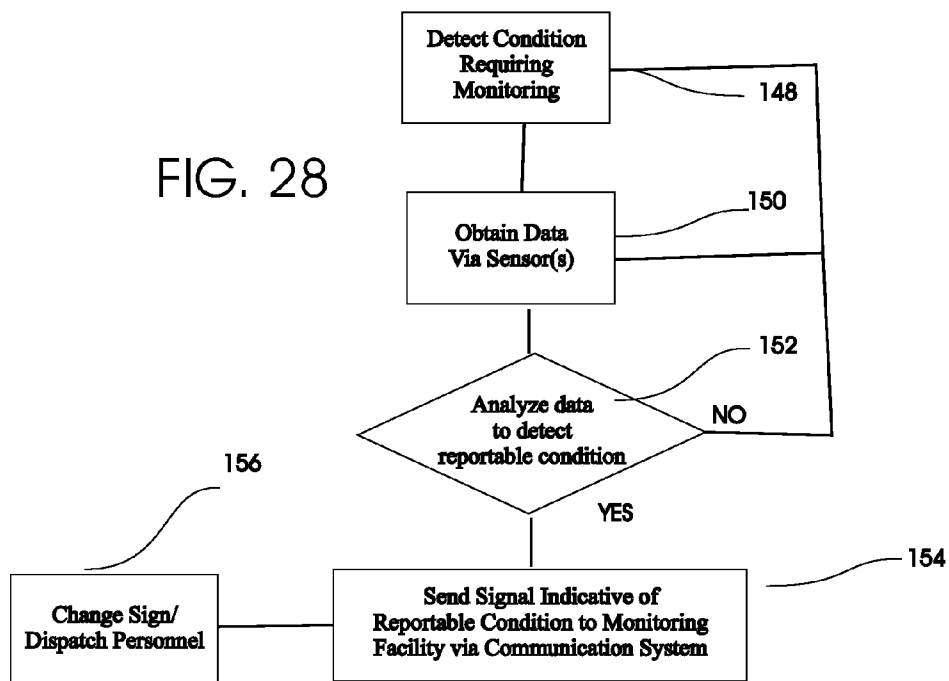 Detect Condition
Requiring
Monitoring
148
FIG. 28
150
Obtain Data
Via Sensor(s)
152
Analyze data
to detect
reportable condition
NO
YES
156
154
Change Sign/
Dispatch Personnel
Send Signal Indicative of
Reportable Condition to Monitoring
Facility via Communication System